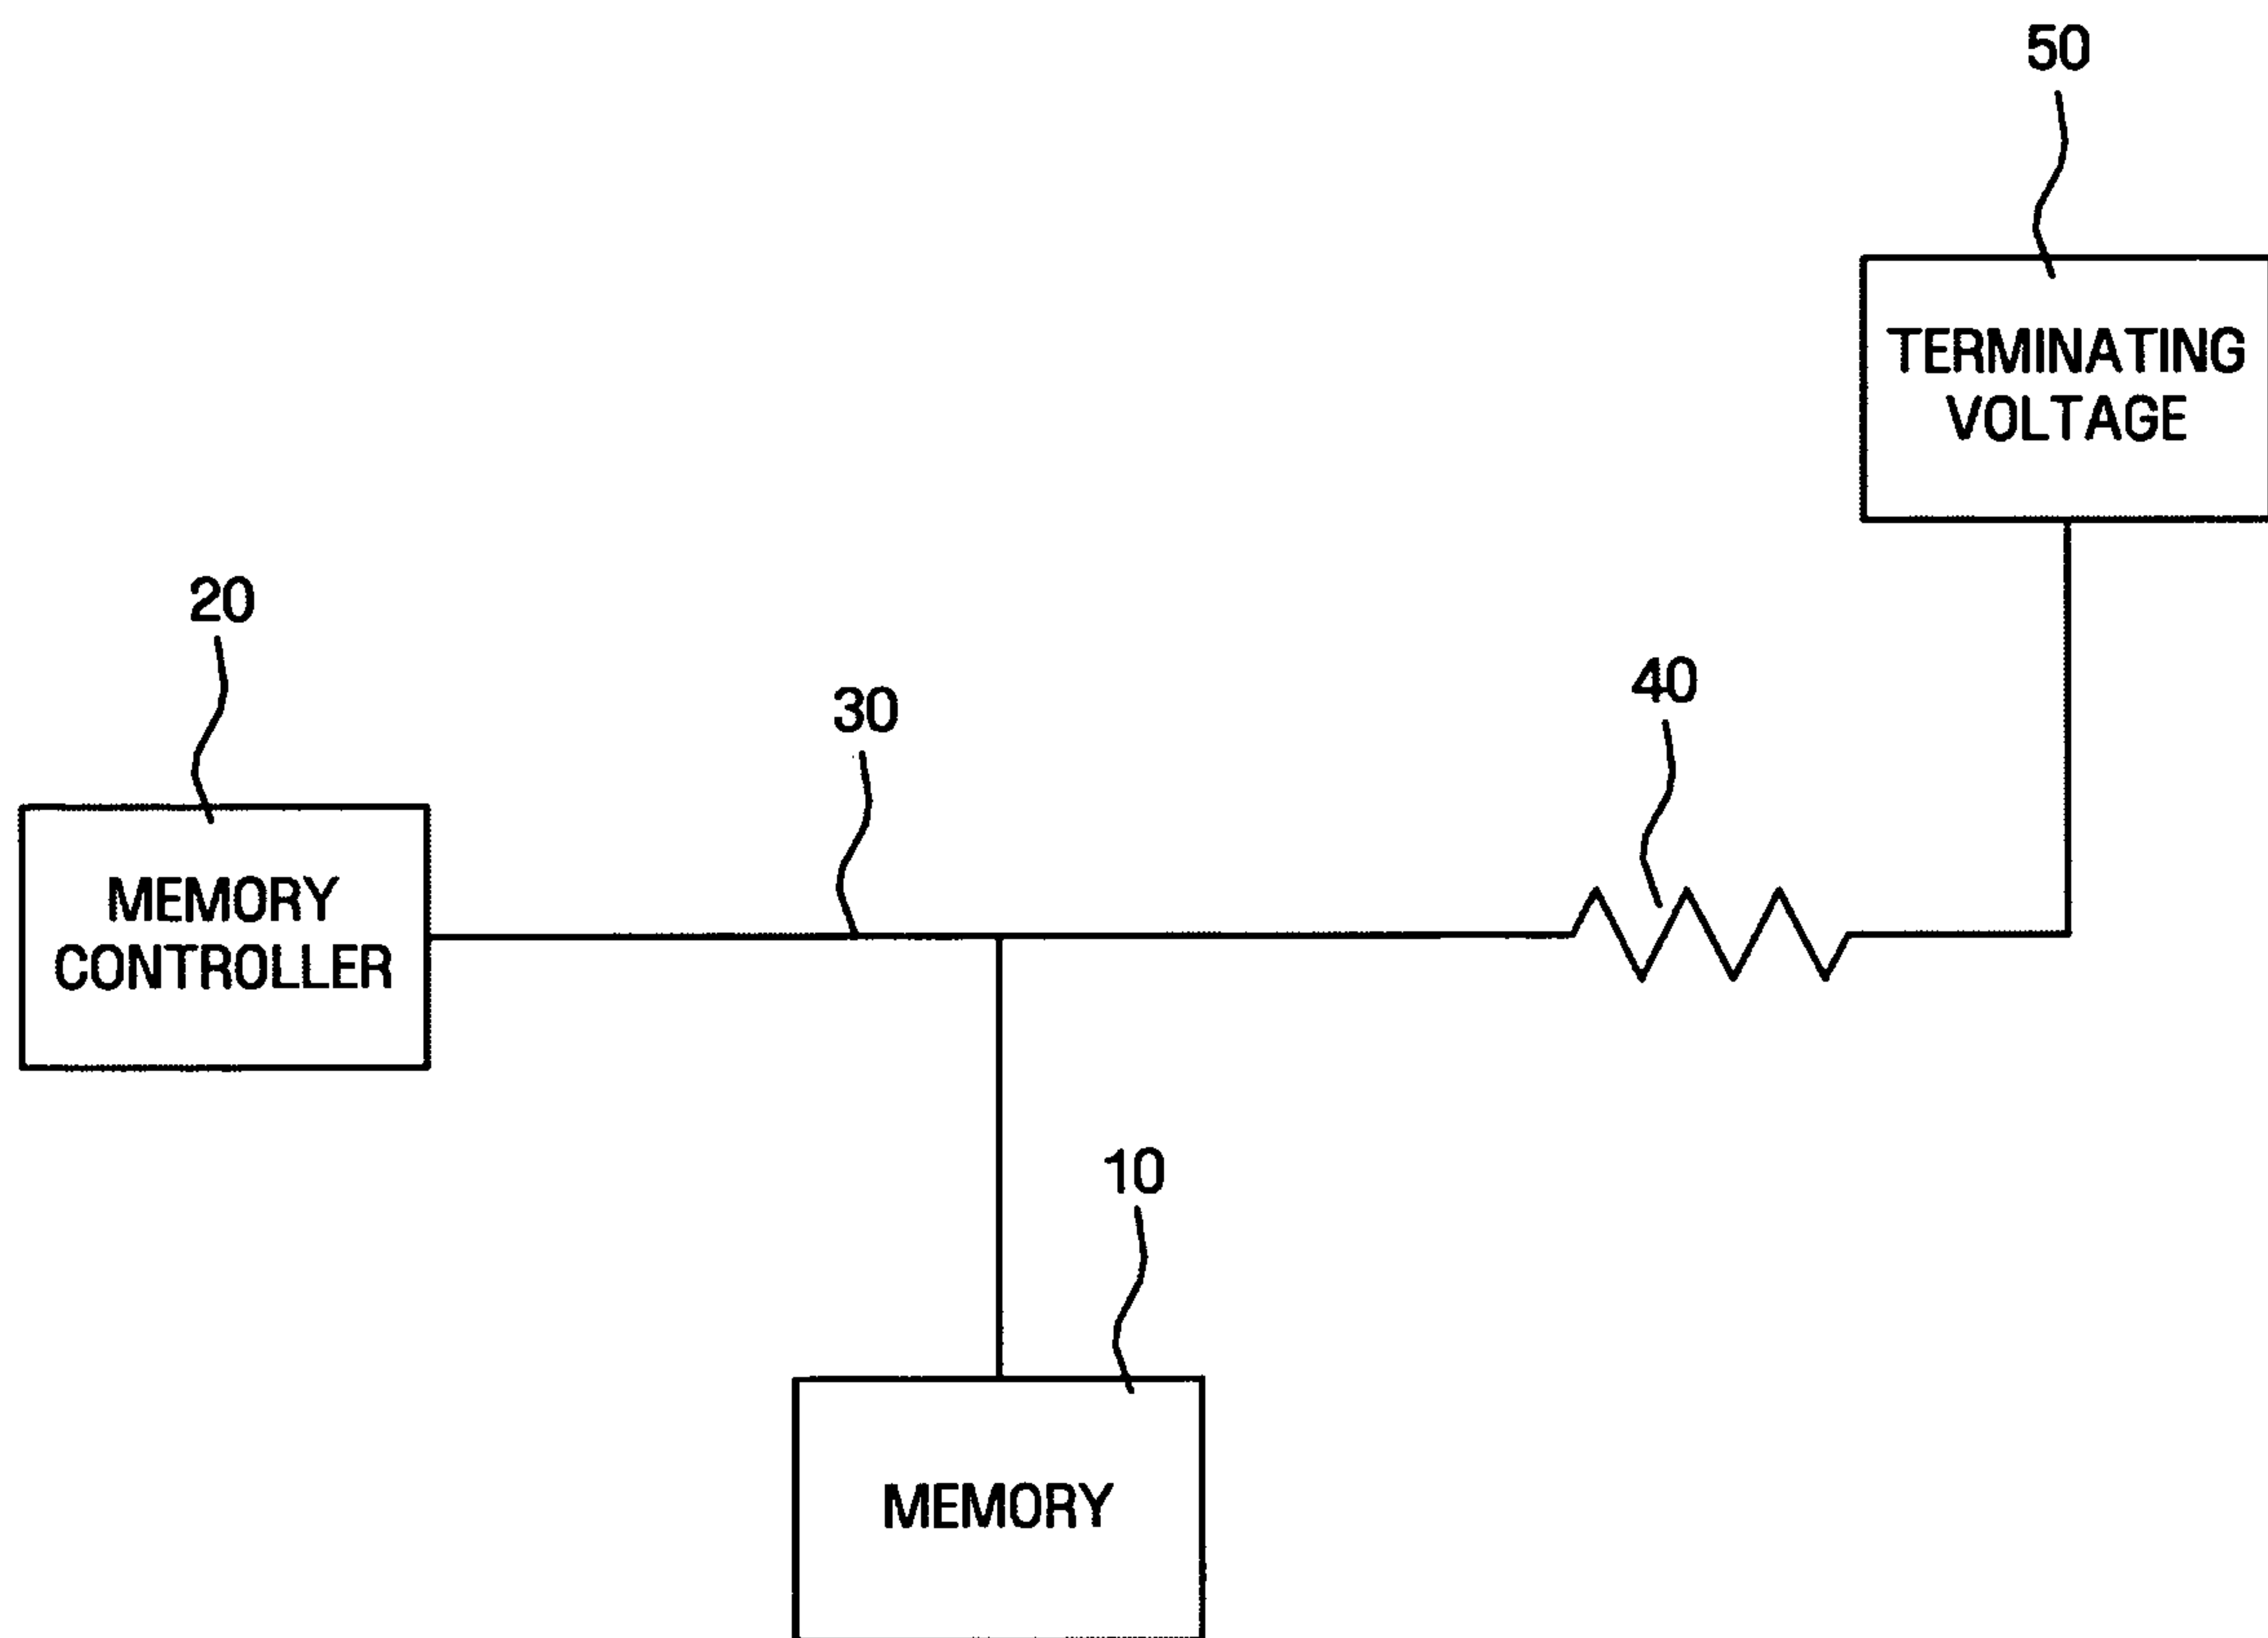 50
TERMINATING
VOLTAGE
20
30
40
MEMORY
CONTROLLER
10
MEMORY